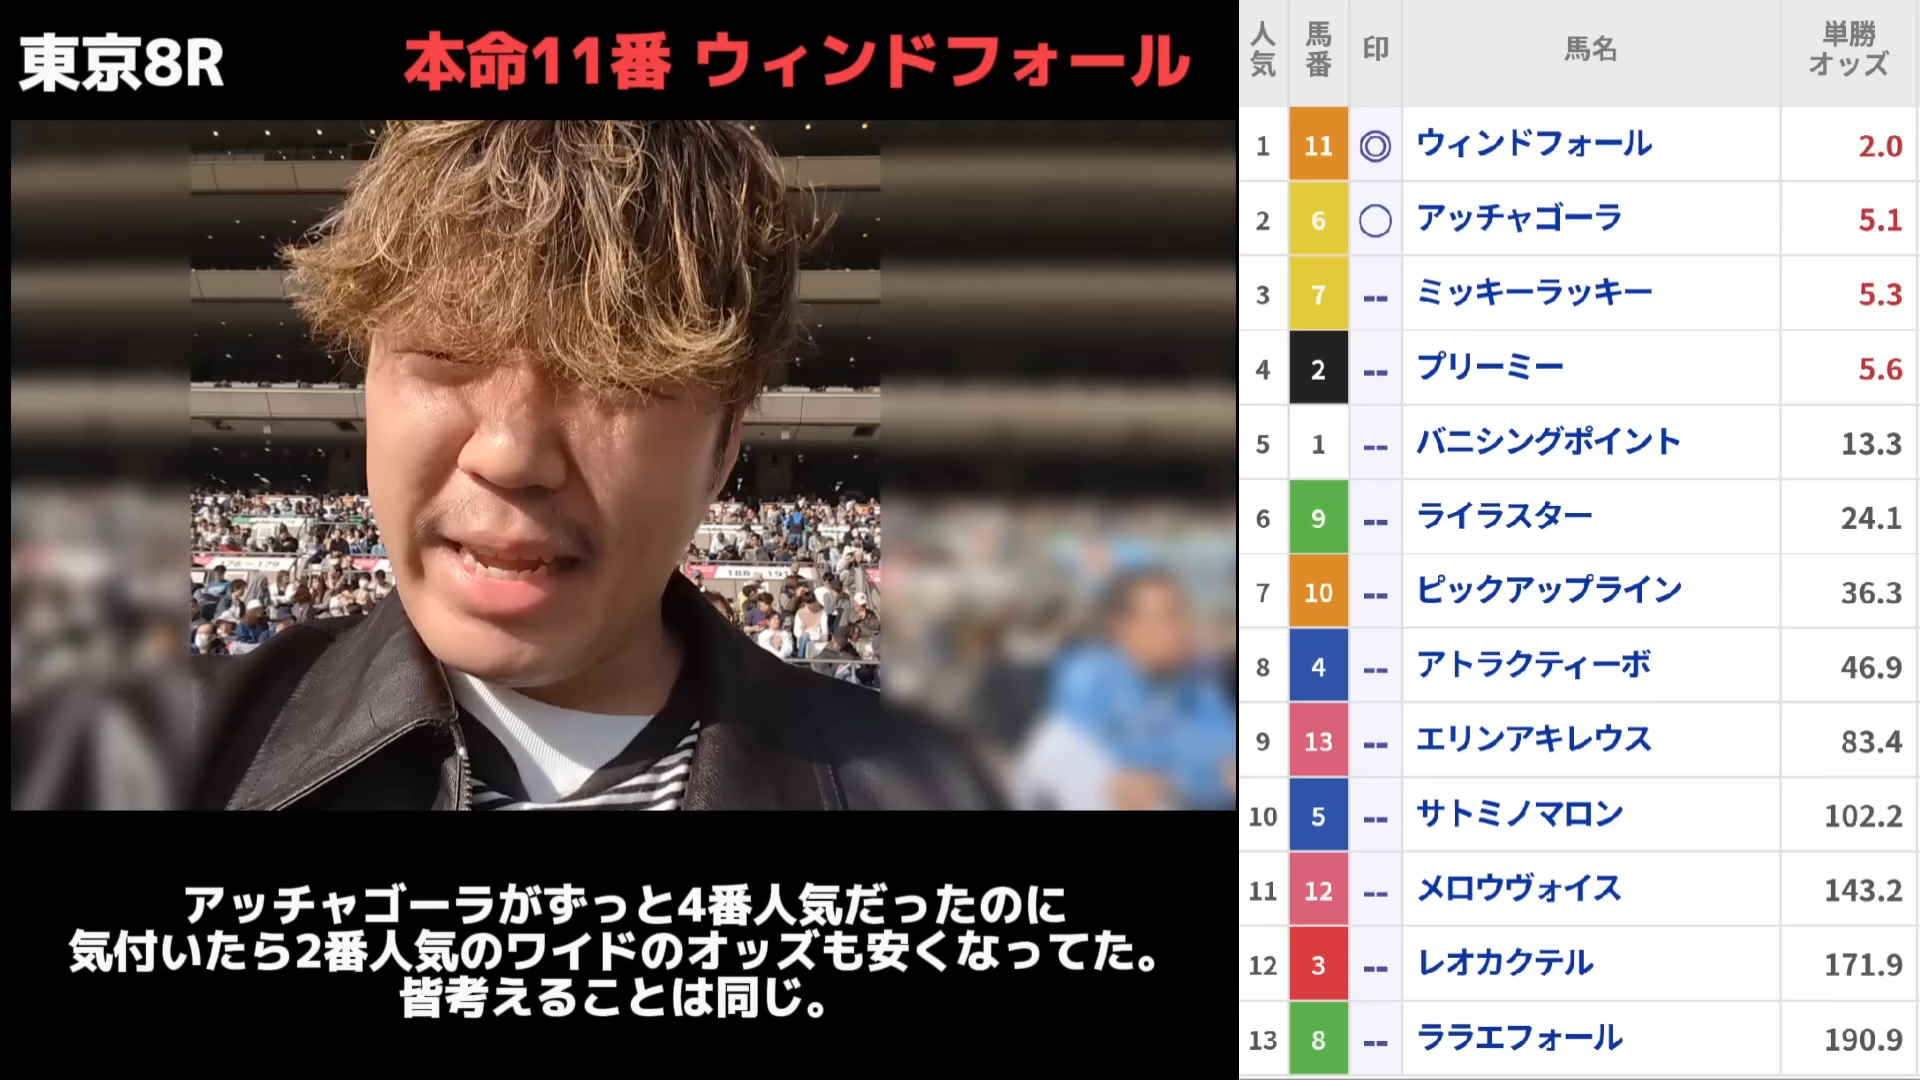 東京8R
本命11番 ウィンドフォール
176~179
188~191
アッチャゴーラがずっと4番人気だったのに
気付いたら2番人気のワイドのオッズも安くなってた。
皆考えることは同じ。
人気 馬番 印 馬名 単勝オッズ
1 11 ◎ ウィンドフォール 2.0
2 6 ○ アッチャゴーラ 5.1
3 7 -- ミッキーラッキー 5.3
4 2 -- プリーミー 5.6
5 1 -- バニシングポイント 13.3
6 9 -- ライラスター 24.1
7 10 -- ピックアップライン 36.3
8 4 -- アトラクティーボ 46.9
9 13 -- エリンアキレウス 83.4
10 5 -- サトミノマロン 102.2
11 12 -- メロウヴォイス 143.2
12 3 -- レオカクテル 171.9
13 8 -- ララエフォール 190.9